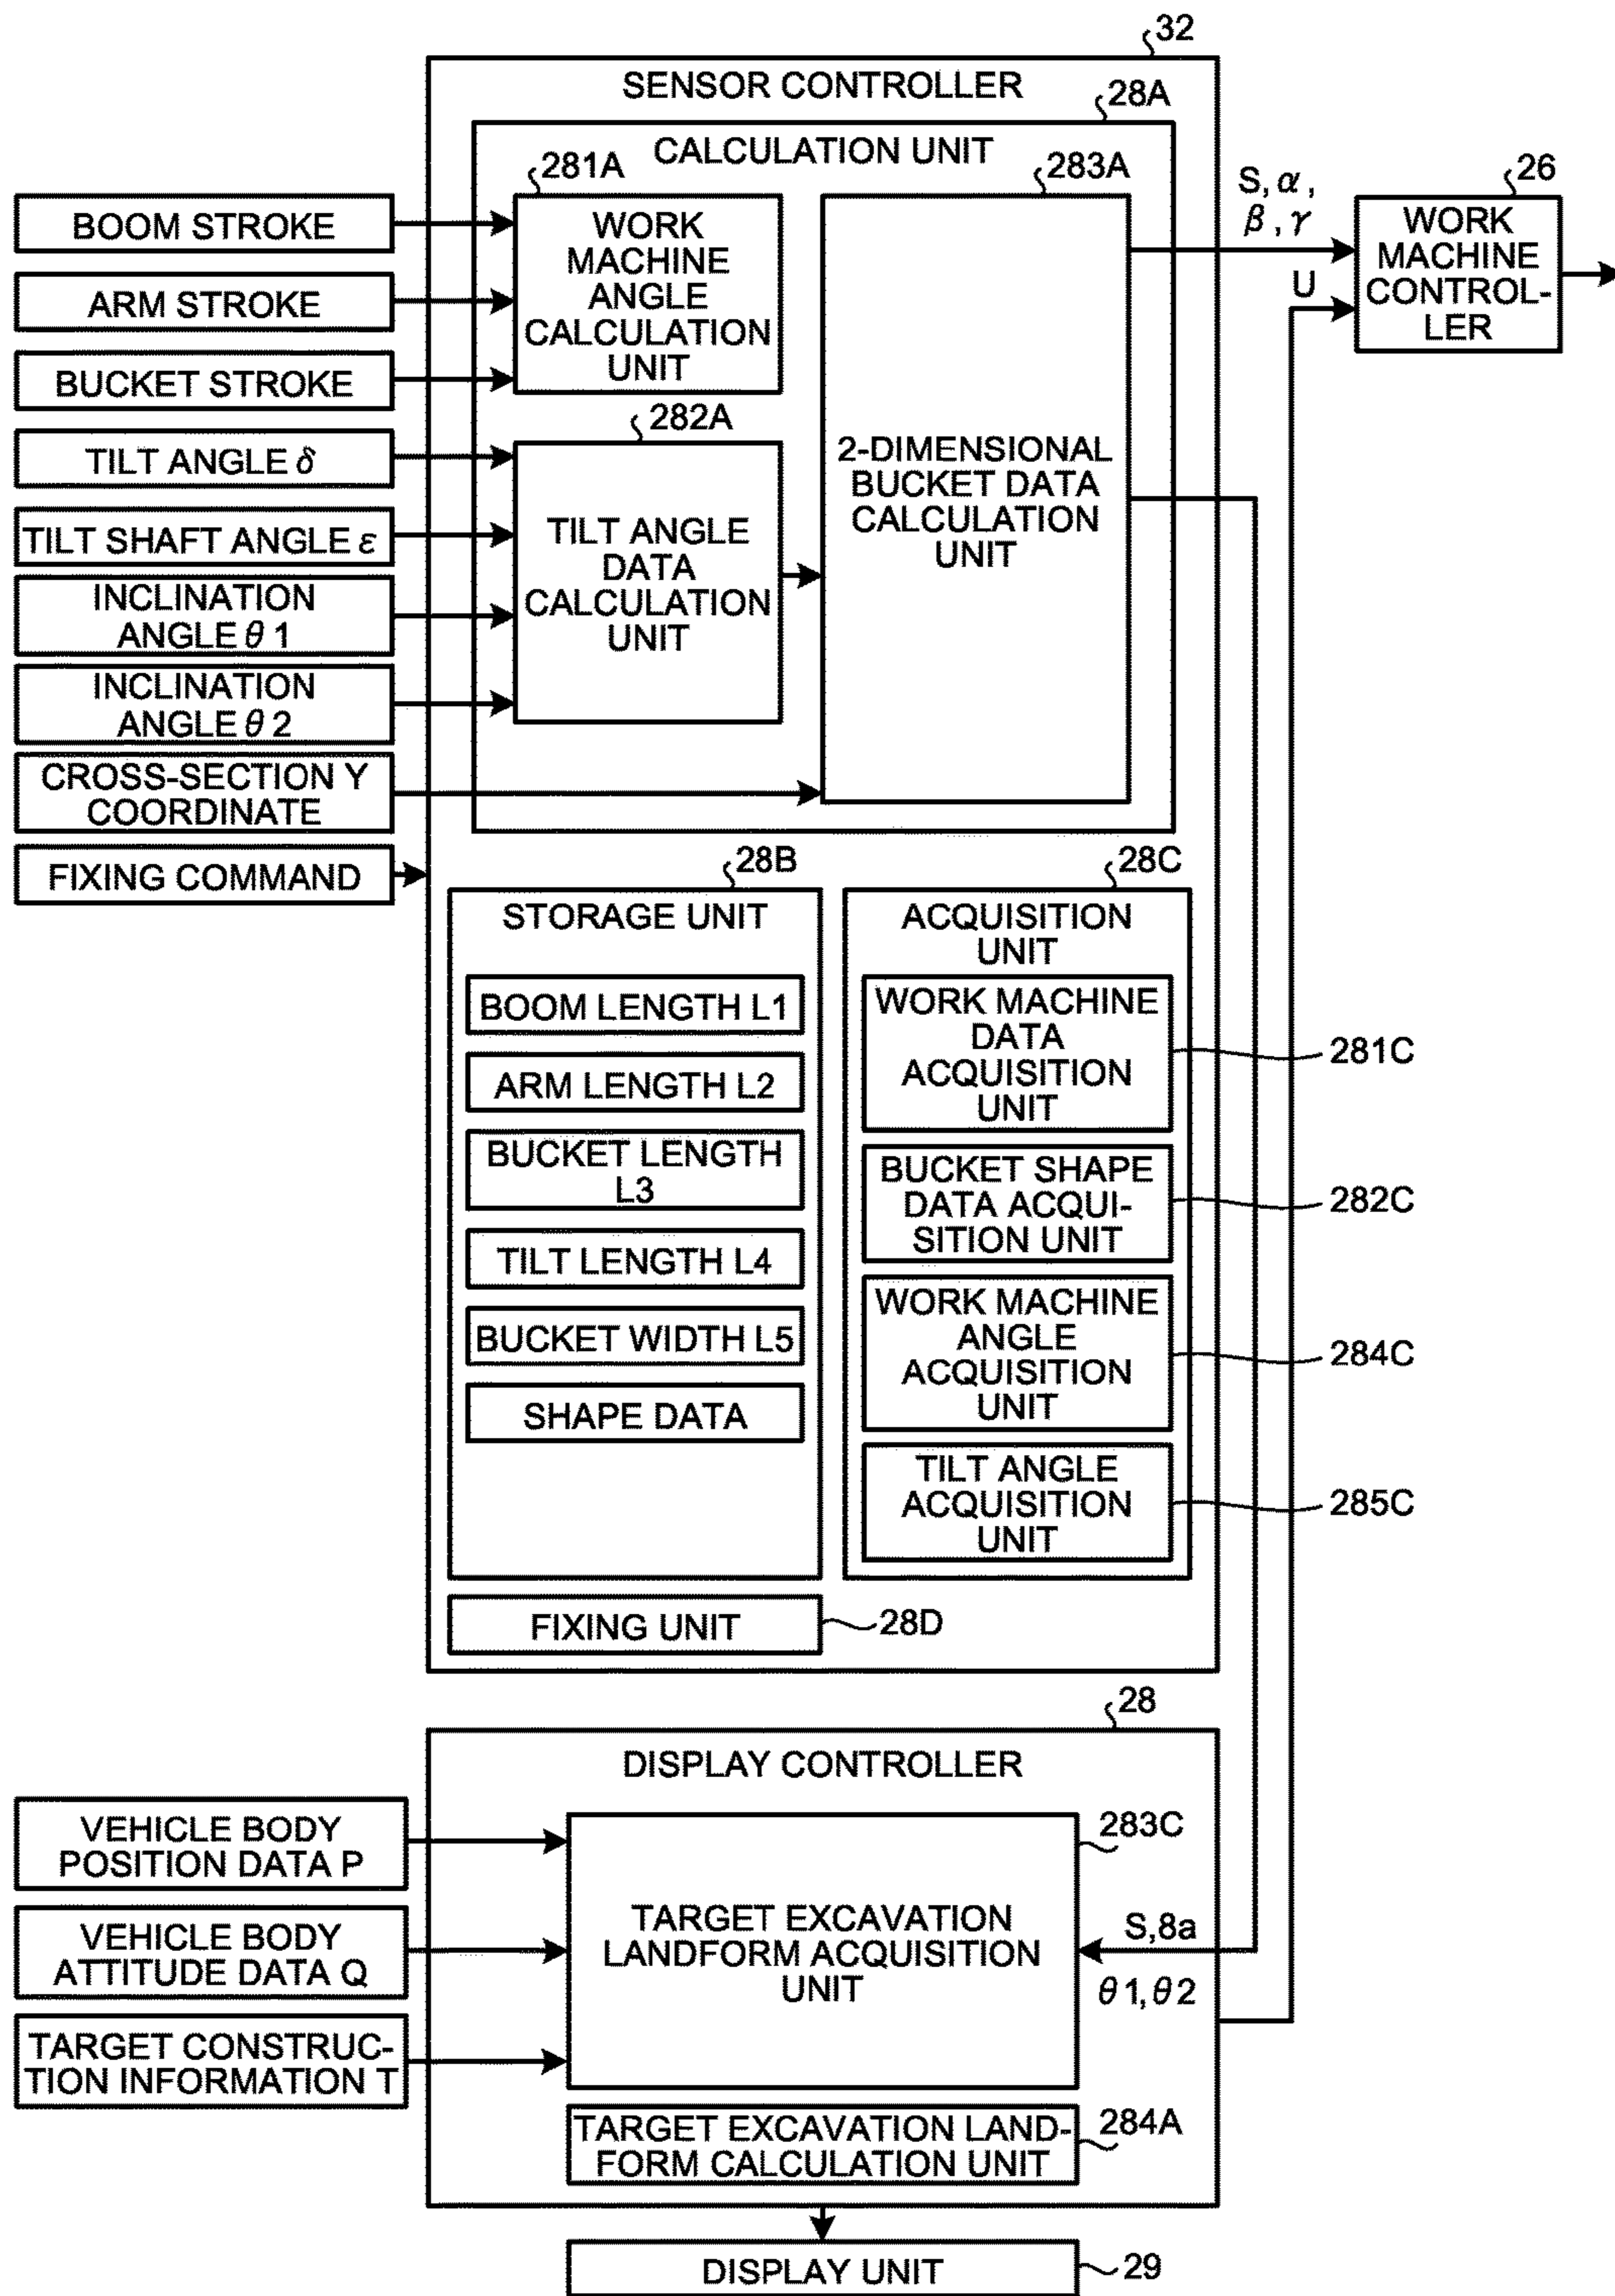 32
SENSOR CONTROLLER
28A
CALCULATION UNIT
281A
283A
26
BOOM STROKE
ARM STROKE
BUCKET STROKE
WORK
MACHINE
ANGLE
CALCULATION
UNIT
S, α,
β, γ
U
WORK
MACHINE
CONTROL-
LER
282A
TILT ANGLE δ
TILT SHAFT ANGLE ε
INCLINATION
ANGLE θ1
INCLINATION
ANGLE θ2
CROSS-SECTION Y
COORDINATE
FIXING COMMAND
TILT ANGLE
DATA
CALCULATION
UNIT
2-DIMENSIONAL
BUCKET DATA
CALCULATION
UNIT
28B
STORAGE UNIT
BOOM LENGTH L1
ARM LENGTH L2
BUCKET LENGTH
L3
TILT LENGTH L4
BUCKET WIDTH L5
SHAPE DATA
28C
ACQUISITION
UNIT
WORK MACHINE
DATA
ACQUISITION
UNIT
281C
BUCKET SHAPE
DATA ACQUI-
SITION UNIT
282C
WORK MACHINE
ANGLE
ACQUISITION
UNIT
284C
TILT ANGLE
ACQUISITION
UNIT
285C
FIXING UNIT
28D
28
DISPLAY CONTROLLER
VEHICLE BODY
POSITION DATA P
VEHICLE BODY
ATTITUDE DATA Q
TARGET CONSTRUC-
TION INFORMATION T
283C
TARGET EXCAVATION
LANDFORM ACQUISITION
UNIT
S,8a
θ1,θ2
TARGET EXCAVATION LAND-
FORM CALCULATION UNIT
284A
DISPLAY UNIT
29